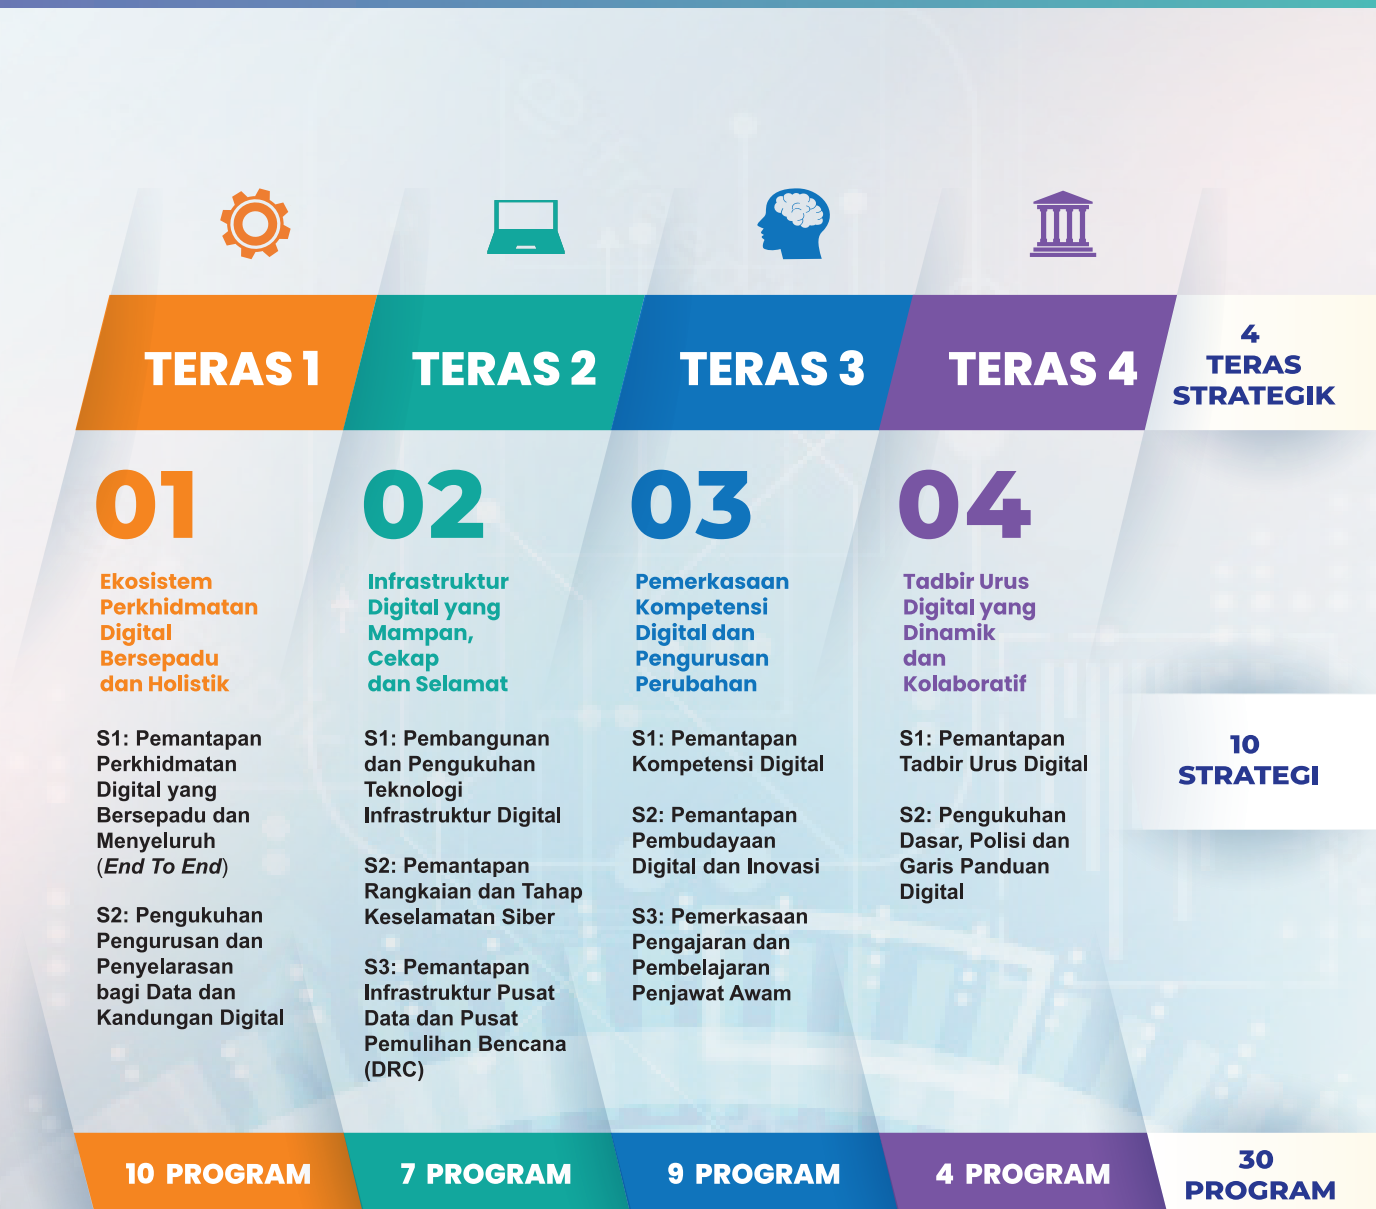 TERAS 1
TERAS 2
TERAS 3
TERAS 4
4
TERAS
STRATEGIK
01
Ekosistem
Perkhidmatan
Digital
Bersepadu
dan Holistik
S1: Pemantapan
Perkhidmatan
Digital yang
Bersepadu dan
Menyeluruh
(End To End)
S2: Pengukuhan
Pengurusan dan
Penyelarasan
bagi Data dan
Kandungan Digital
02
Infrastruktur
Digital yang
Mampan,
Cekap
dan Selamat
S1: Pembangunan
dan Pengukuhan
Teknologi
Infrastruktur Digital
S2: Pemantapan
Rangkaian dan Tahap
Keselamatan Siber
S3: Pemantapan
Infrastruktur Pusat
Data dan Pusat
Pemulihan Bencana
(DRC)
03
Pemerkasaan
Kompetensi
Digital dan
Pengurusan
Perubahan
S1: Pemantapan
Kompetensi Digital
S2: Pemantapan
Pembudayaan
Digital dan Inovasi
S3: Pemerkasaan
Pengajaran dan
Pembelajaran
Penjawat Awam
04
Tadbir Urus
Digital yang
Dinamik
dan
Kolaboratif
S1: Pemantapan
Tadbir Urus Digital
S2: Pengukuhan
Dasar, Polisi dan
Garis Panduan
Digital
10
STRATEGI
10 PROGRAM
7 PROGRAM
9 PROGRAM
4 PROGRAM
30
PROGRAM